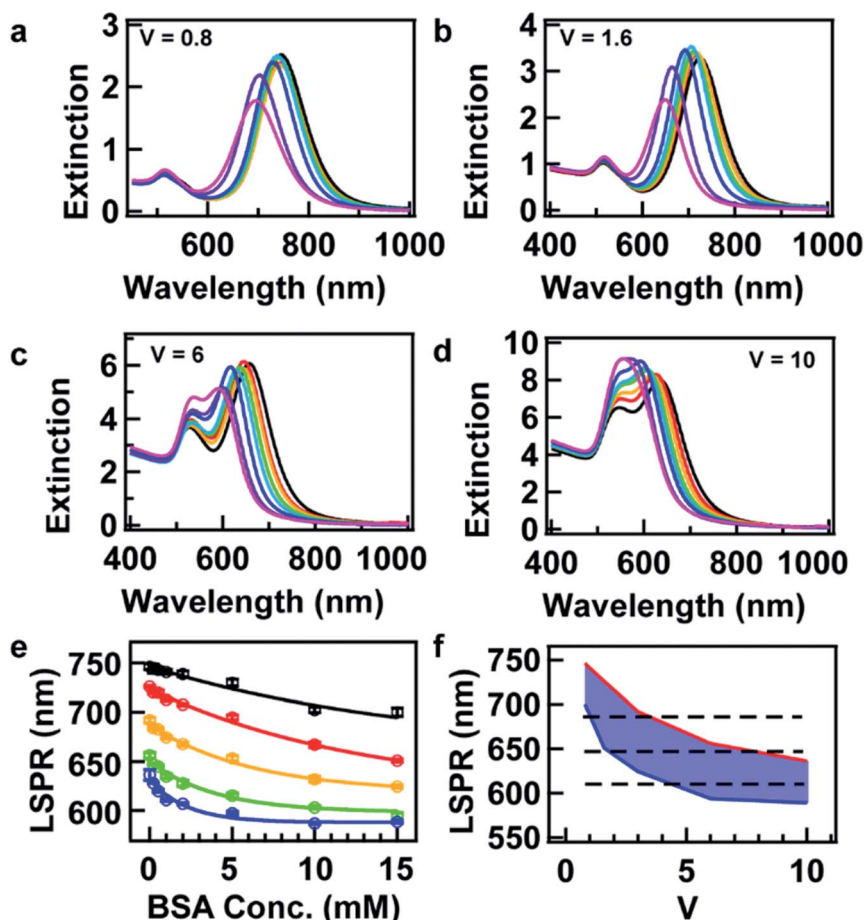 a
V = 0.8
Extinction
3
2
1
0
600
800
1000
Wavelength (nm)
b
V = 1.6
Extinction
4
3
2
1
0
400
600
800
1000
Wavelength (nm)
c
V = 6
Extinction
6
4
2
0
400
600
800
1000
Wavelength (nm)
d
V = 10
Extinction
10
8
6
4
2
0
400
600
800
1000
Wavelength (nm)
e
LSPR (nm)
750
700
650
600
0
5
10
15
BSA Conc. (mM)
f
LSPR (nm)
750
700
650
600
550
0
5
10
V